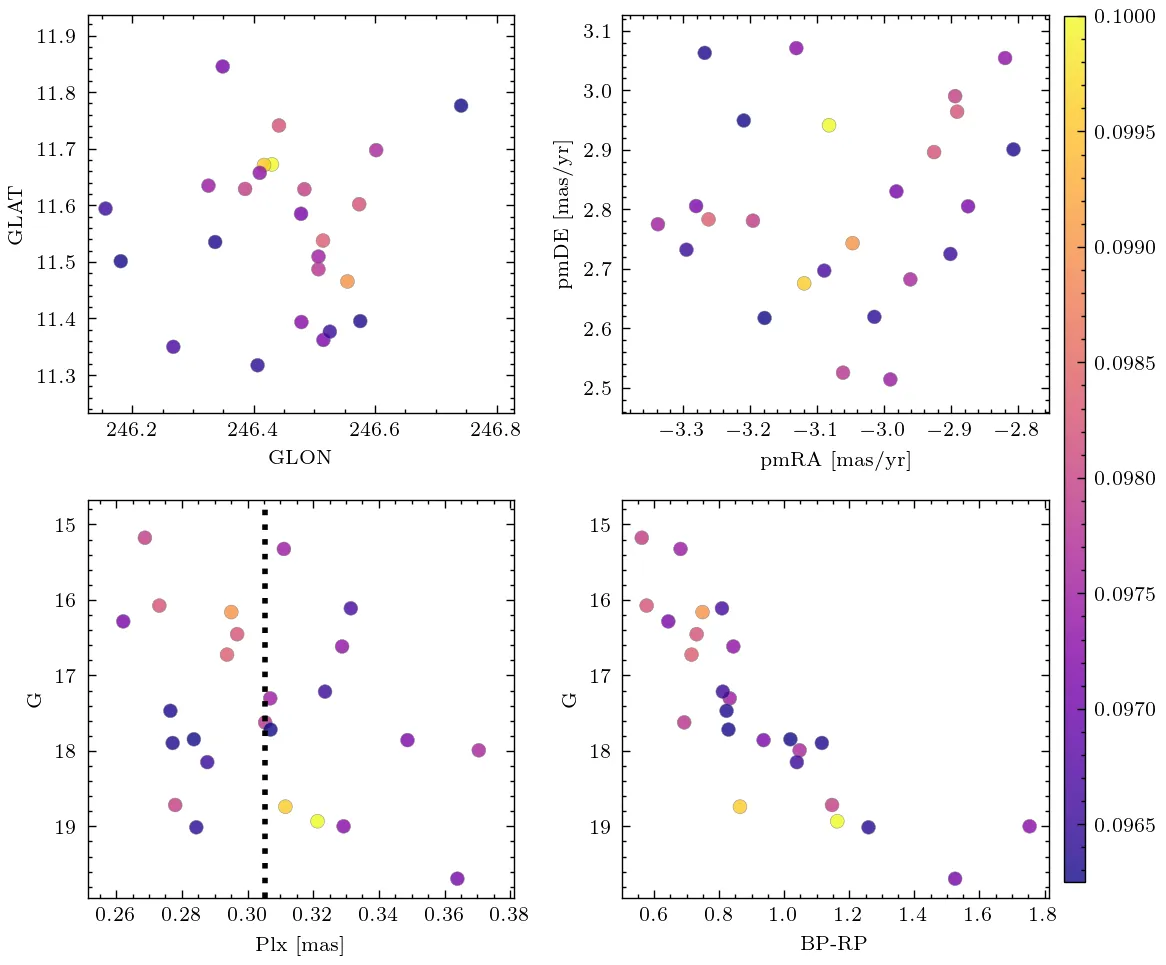 11.9
11.8
11.7
11.6
11.5
11.4
11.3
GLAT
246.2 246.4 246.6 246.8
GLON
3.1
3.0
2.9
2.8
2.7
2.6
2.5
pmDE [mas/yr]
−3.3 −3.2 −3.1 −3.0 −2.9 −2.8
pmRA [mas/yr]
15
16
17
18
19
G
0.26 0.28 0.30 0.32 0.34 0.36 0.38
Plx [mas]
15
16
17
18
19
G
0.6 0.8 1.0 1.2 1.4 1.6 1.8
BP-RP
0.1000
0.0995
0.0990
0.0985
0.0980
0.0975
0.0970
0.0965